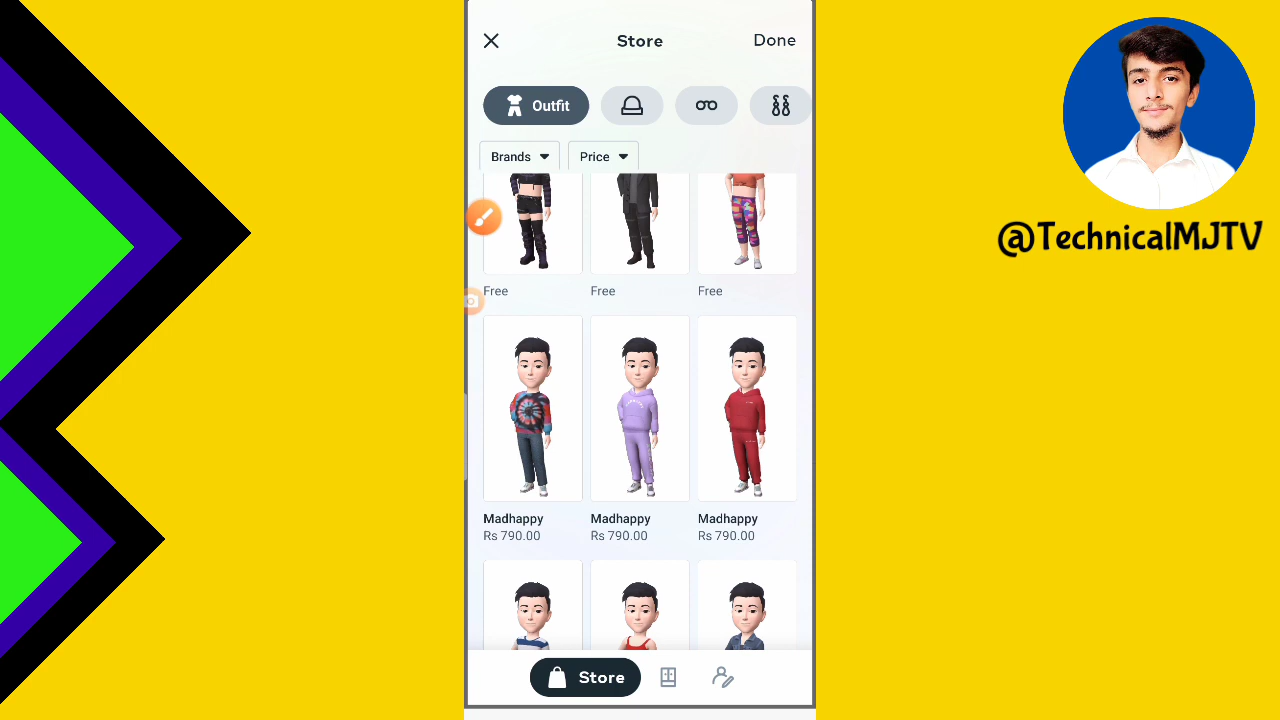 Store
Done
Outfit
Brands
Price
Free
Free
Free
Madhappy
Madhappy
Madhappy
Rs 790.00
Rs 790.00
Rs 790.00
Store
@TechnicalMJTV